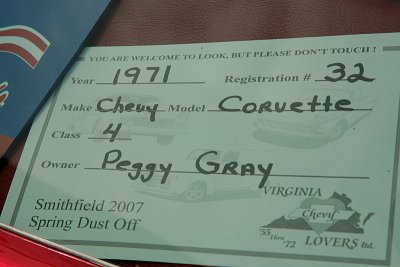 YOU ARE WELCOME TO LOOK, BUT PLEASE DON'T TOUCH !
Year 1971 Registration # 32
Make Chevy Model Corvette
Class 4
Owner Peggy Gray
Smithfield 2007
Spring Dust Off
VIRGINIA
Chevy
'55 Thru '72
LOVERS ltd.